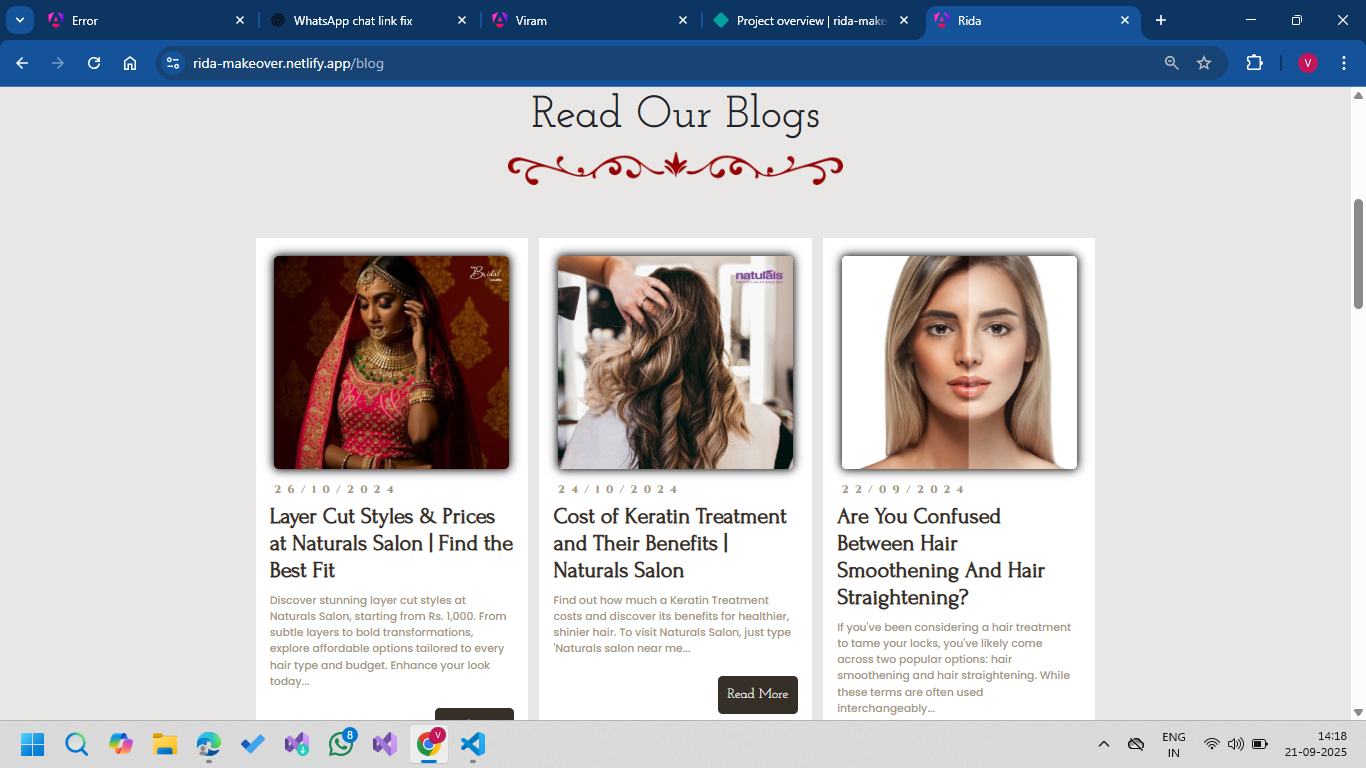 Error
WhatsApp chat link fix
Viram
Project overview | rida-make
Rida
rida-makeover.netlify.app/blog
V
Read Our Blogs
Bridal
naturals
26/10/2024
Layer Cut Styles & Prices
at Naturals Salon | Find the
Best Fit
Discover stunning layer cut styles at
Naturals Salon, starting from Rs. 1,000. From
subtle layers to bold transformations,
explore affordable options tailored to every
hair type and budget. Enhance your look
today...
24/10/2024
Cost of Keratin Treatment
and Their Benefits |
Naturals Salon
Find out how much a Keratin Treatment
costs and discover its benefits for healthier,
shinier hair. To visit Naturals Salon, just type
'Naturals salon near me...
Read More
22/09/2024
Are You Confused
Between Hair
Smoothening And Hair
Straightening?
If you've been considering a hair treatment
to tame your locks, you've likely come
across two popular options: hair
smoothening and hair straightening. While
these terms are often used
interchangeably...
8
V
ENG
IN
14:18
21-09-2025